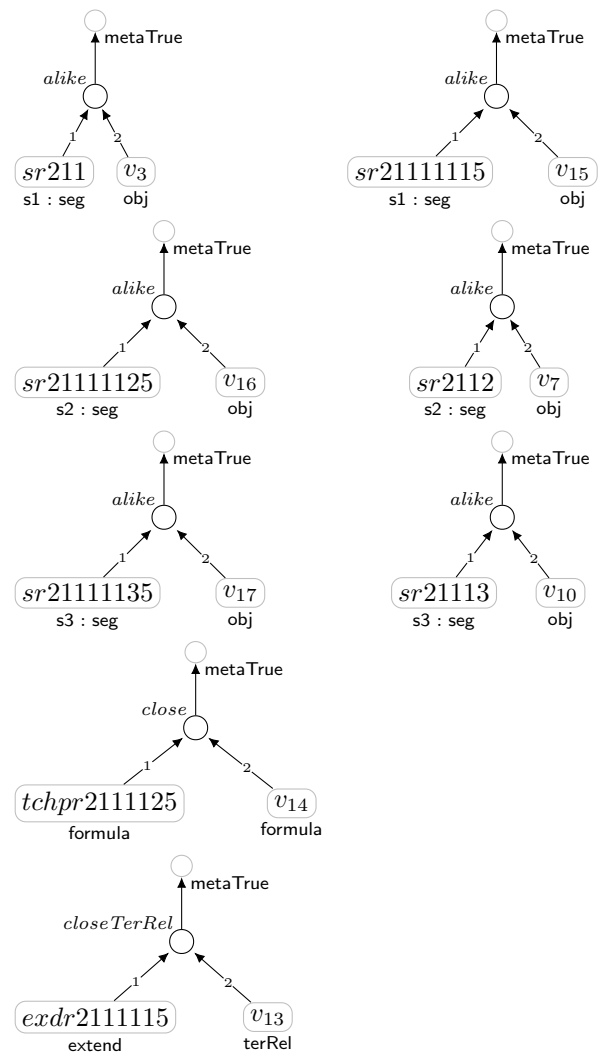 metaTrue metaTrue
alike alike
1 2 1 2
sr211 v3 sr21111115 v15
s1 : seg obj s1 : seg obj
metaTrue metaTrue
alike alike
1 2 1 2
sr21111125 v16 sr2112 v7
s2 : seg obj s2 : seg obj
metaTrue metaTrue
alike alike
1 2 1 2
sr21111135 v17 sr21113 v10
s3 : seg obj s3 : seg obj
metaTrue
close
1 2
tchpr2111125 v14
formula formula
metaTrue
closeTerRel
1 2
exdr2111115 v13
extend terRel